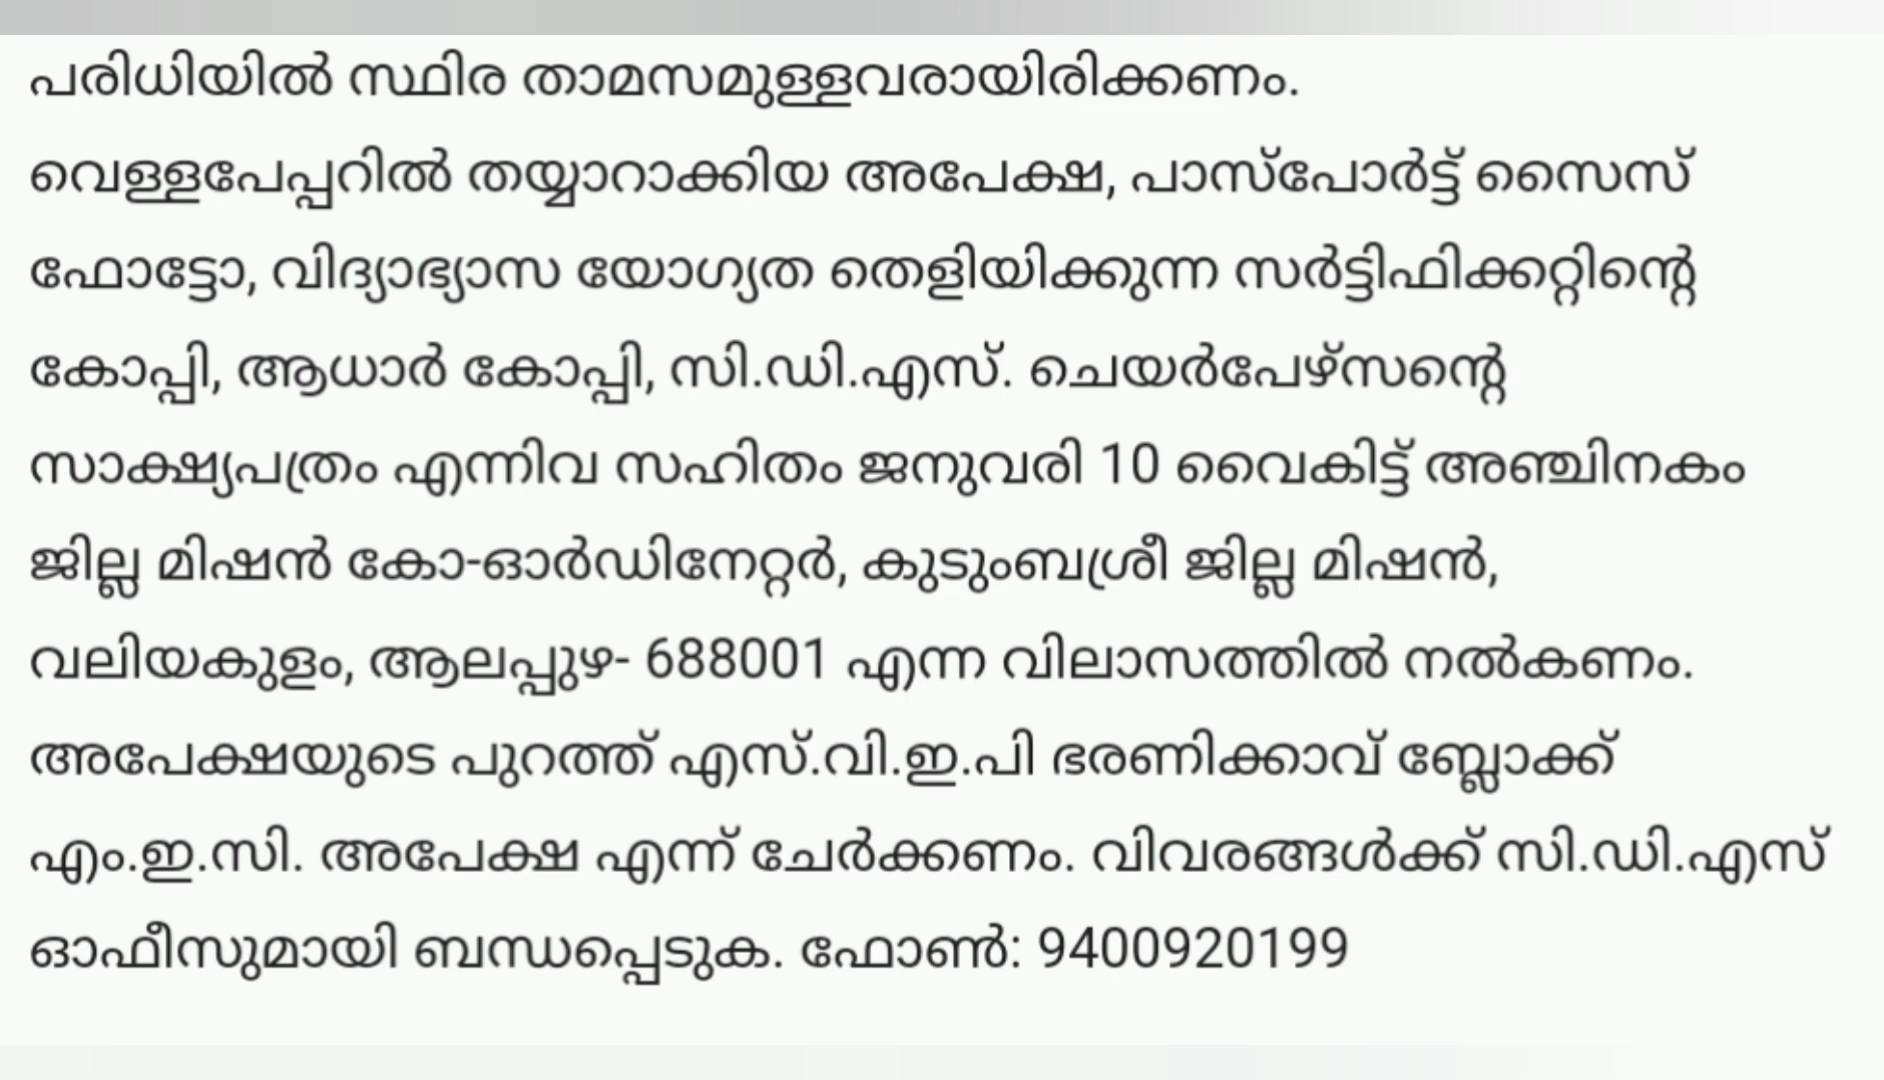 പരിധിയിൽ സ്ഥിര താമസമുള്ളവരായിരിക്കണം.
വെള്ളപേപ്പറിൽ തയ്യാറാക്കിയ അപേക്ഷ, പാസ്പോർട്ട് സൈസ്
ഫോട്ടോ, വിദ്യാഭ്യാസ യോഗ്യത തെളിയിക്കുന്ന സർട്ടിഫിക്കറ്റിന്റെ
കോപ്പി, ആധാർ കോപ്പി, സി.ഡി.എസ്. ചെയർപേഴ്സന്റെ
സാക്ഷ്യപത്രം എന്നിവ സഹിതം ജനുവരി 10 വൈകിട്ട് അഞ്ചിനകം
ജില്ല മിഷൻ കോ-ഓർഡിനേറ്റർ, കുടുംബശ്രീ ജില്ല മിഷൻ,
വലിയകുളം, ആലപ്പുഴ- 688001 എന്ന വിലാസത്തിൽ നൽകണം.
അപേക്ഷയുടെ പുറത്ത് എസ്.വി.ഇ.പി ഭരണിക്കാവ് ബ്ലോക്ക്
എം.ഇ.സി. അപേക്ഷ എന്ന് ചേർക്കണം. വിവരങ്ങൾക്ക് സി.ഡി.എസ്
ഓഫീസുമായി ബന്ധപ്പെടുക. ഫോൺ: 9400920199